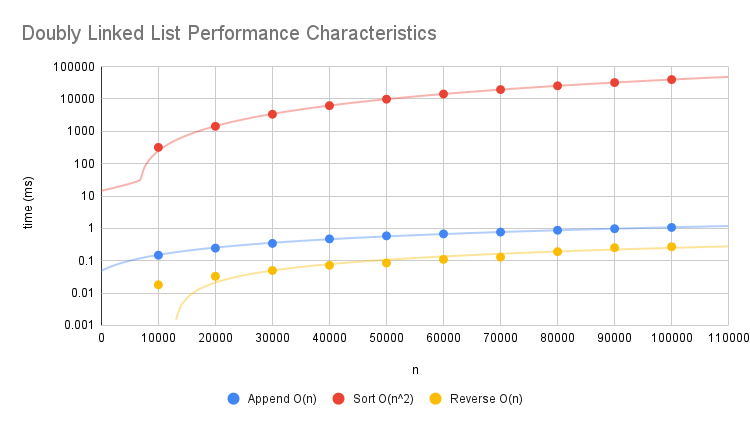 Doubly Linked List Performance Characteristics
100000
10000
1000
100
10
1
0.1
0.01
0.001
time (ms)
0 10000 20000 30000 40000 50000 60000 70000 80000 90000 100000 110000
n
Append O(n) Sort O(n^2) Reverse O(n)